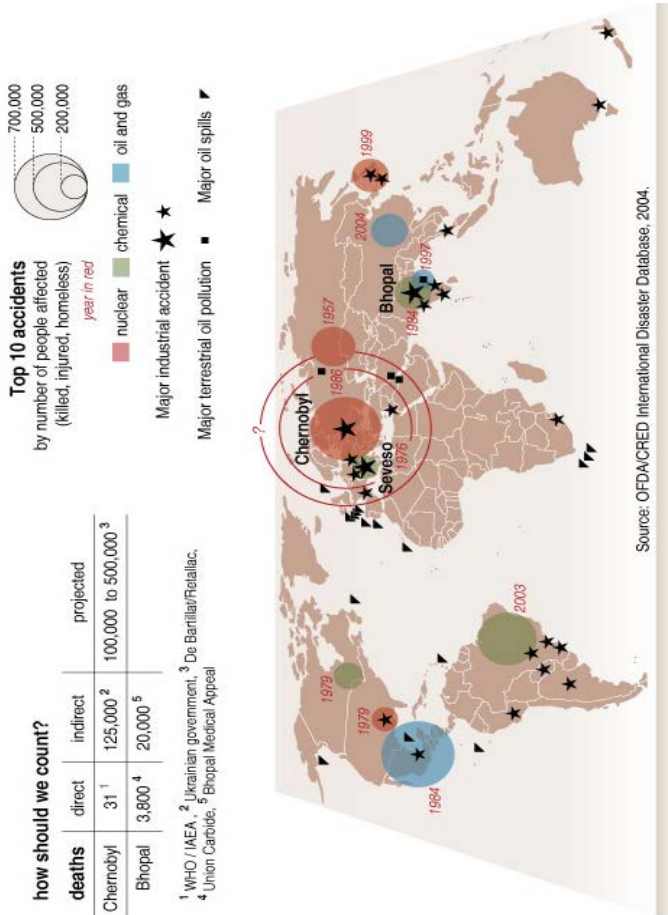 how should we count?
deaths direct indirect projected
Chernobyl 31 ¹ 125,000 ² 100,000 to 500,000 ³
Bhopal 3,800 ⁴ 20,000 ⁵
¹ WHO / IAEA , ² Ukrainian government, ³ De Bartillat/Retallac,
⁴ Union Carbide, ⁵ Bhopal Medical Appeal
Top 10 accidents
by number of people affected
(killed, injured, homeless)
year in red
700,000
500,000
200,000
nuclear chemical oil and gas
Major industrial accident
Major terrestrial oil pollution Major oil spills
?
Chernobyl
1986
1957
Seveso
1976
Bhopal
1984
1997
2004
1999
1979
1979
1984
2003
Source: OFDA/CRED International Disaster Database, 2004.